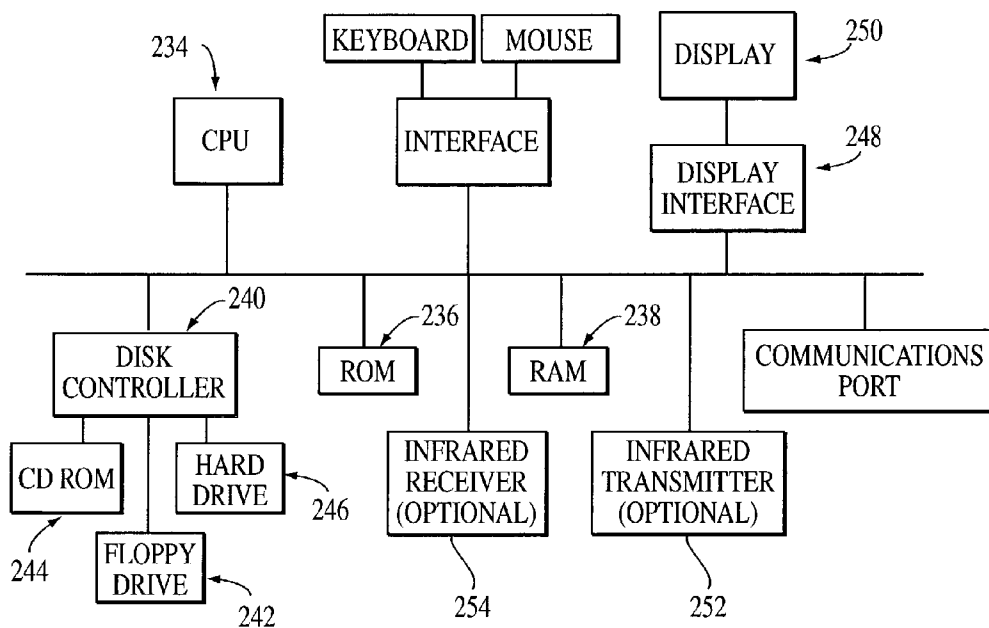 KEYBOARD
MOUSE
234
DISPLAY
250
CPU
INTERFACE
248
DISPLAY
INTERFACE
240
236
238
DISK
CONTROLLER
ROM
RAM
COMMUNICATIONS
PORT
CD ROM
HARD
DRIVE
246
INFRARED
RECEIVER
(OPTIONAL)
INFRARED
TRANSMITTER
(OPTIONAL)
244
FLOPPY
DRIVE
242
254
252